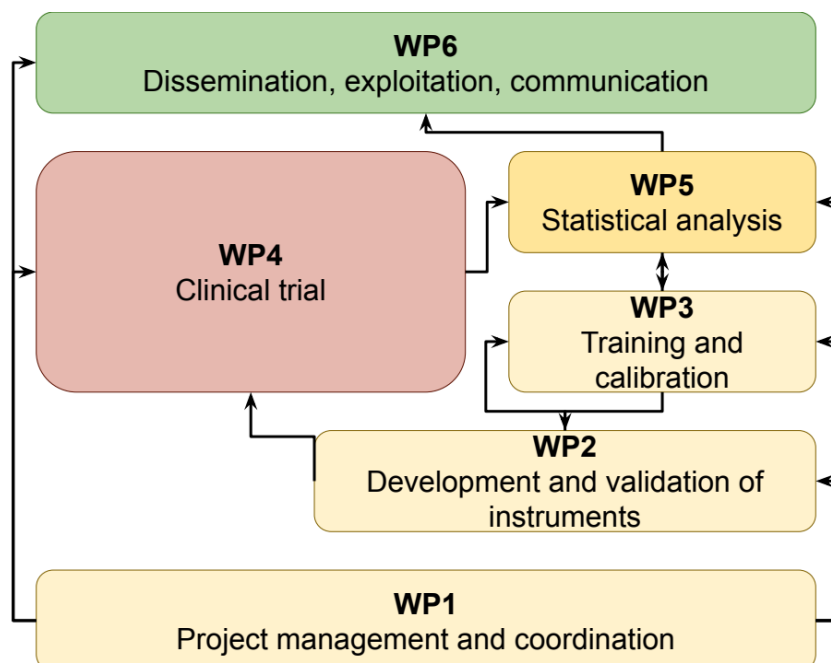 WP6
Dissemination, exploitation, communication
WP5
Statistical analysis
WP4
Clinical trial
WP3
Training and
calibration
WP2
Development and validation of
instruments
WP1
Project management and coordination